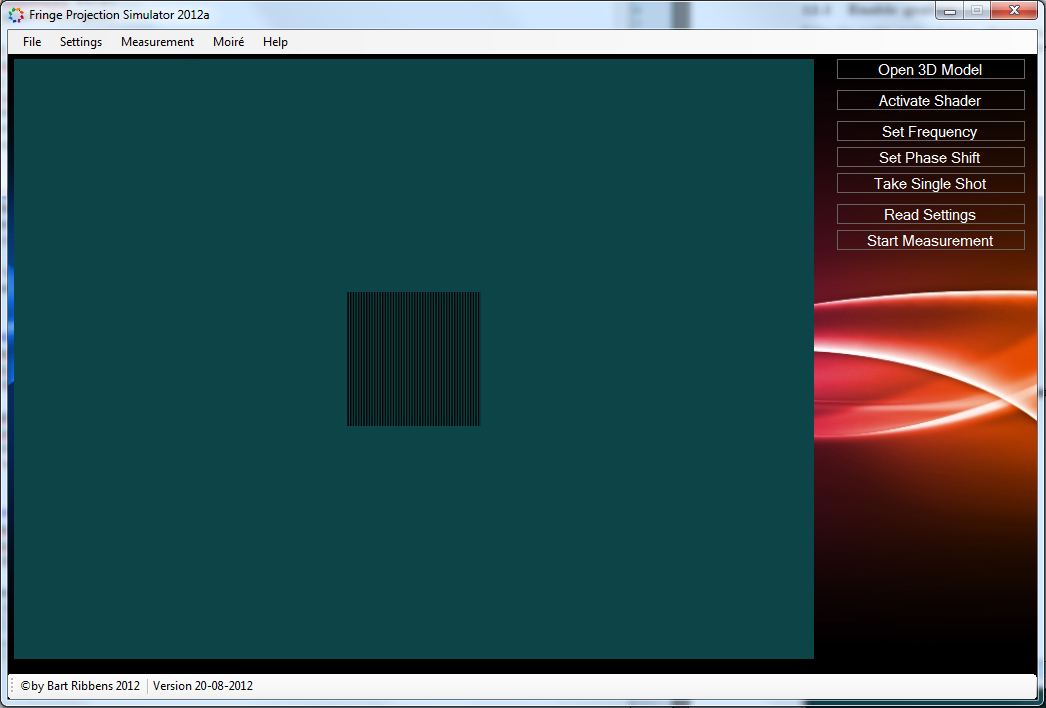 Fringe Projection Simulator 2012a
File Settings Measurement Moiré Help
Open 3D Model
Activate Shader
Set Frequency
Set Phase Shift
Take Single Shot
Read Settings
Start Measurement
©by Bart Ribbens 2012 Version 20-08-2012